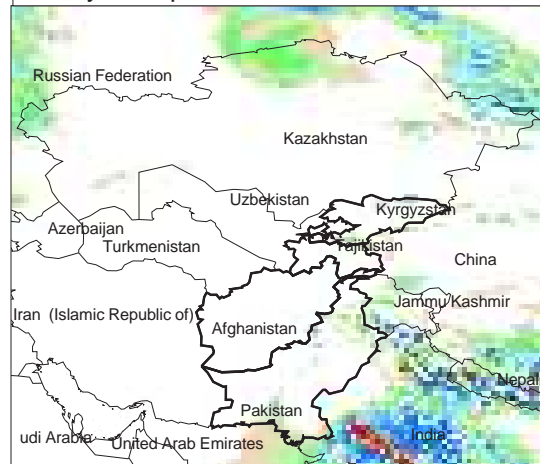 Russian Federation
Kazakhstan
Uzbekistan
Kyrgyzstan
Azerbaijan
Turkmenistan
Tajikistan
China
Jammu/Kashmir
Iran (Islamic Republic of)
Afghanistan
Nepal
Pakistan
udi Arabia
United Arab Emirates
India